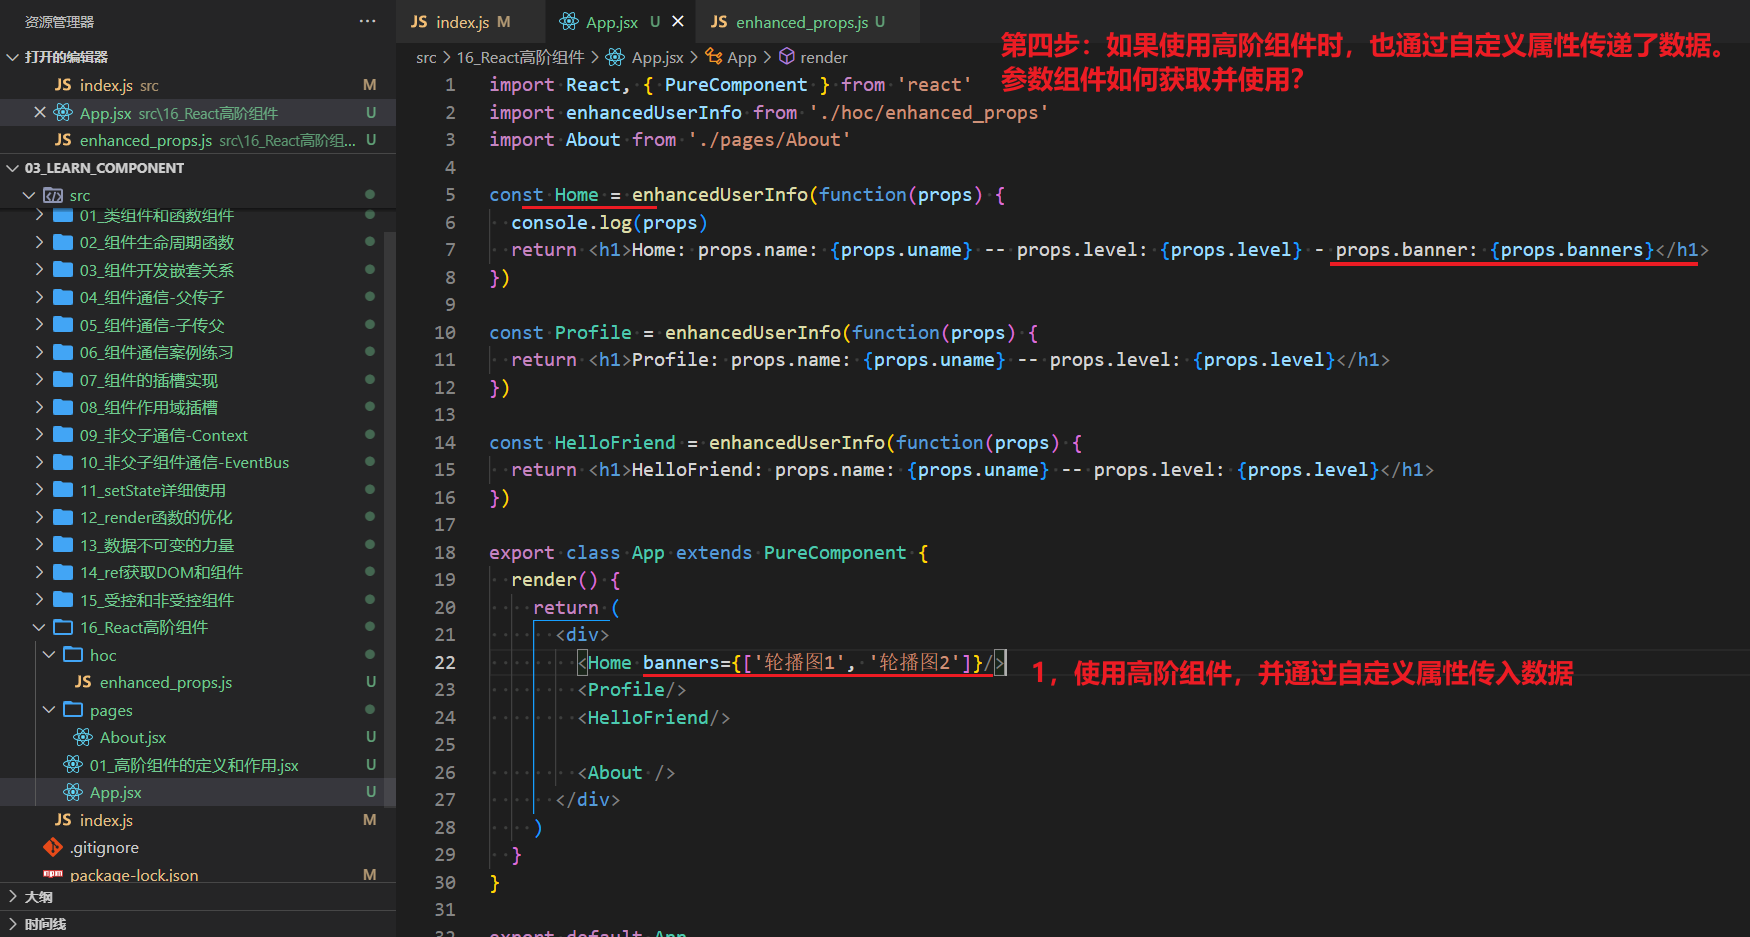 资源管理器
打开的编辑器
JS index.js src M
App.jsx src\16_React高阶组件 U
JS enhanced_props.js src\16_React高阶组... U
03_LEARN_COMPONENT
src
01_类组件和函数组件
02_组件生命周期函数
03_组件开发嵌套关系
04_组件通信-父传子
05_组件通信-子传父
06_组件通信案例练习
07_组件的插槽实现
08_组件作用域插槽
09_非父子通信-Context
10_非父子组件通信-EventBus
11_setState详细使用
12_render函数的优化
13_数据不可变的力量
14_ref获取DOM和组件
15_受控和非受控组件
16_React高阶组件
hoc
JS enhanced_props.js U
pages
About.jsx U
01_高阶组件的定义和作用.jsx U
App.jsx U
JS index.js M
.gitignore
npm package-lock.json M
大纲
时间线
JS index.js M App.jsx U JS enhanced_props.js U
src > 16_React高阶组件 > App.jsx > App > render
第四步：如果使用高阶组件时，也通过自定义属性传递了数据。
参数组件如何获取并使用？
1 import React, { PureComponent } from 'react'
2 import enhancedUserInfo from './hoc/enhanced_props'
3 import About from './pages/About'
4
5 const Home = enhancedUserInfo(function(props) {
6 console.log(props)
7 return <h1>Home: props.name: {props.uname} -- props.level: {props.level} - props.banner: {props.banners}</h1>
8 })
9
10 const Profile = enhancedUserInfo(function(props) {
11 return <h1>Profile: props.name: {props.uname} -- props.level: {props.level}</h1>
12 })
13
14 const HelloFriend = enhancedUserInfo(function(props) {
15 return <h1>HelloFriend: props.name: {props.uname} -- props.level: {props.level}</h1>
16 })
17
18 export class App extends PureComponent {
19 render() {
20 return (
21 <div>
22 <Home banners={['轮播图1', '轮播图2']}/>
1，使用高阶组件，并通过自定义属性传入数据
23 <Profile/>
24 <HelloFriend/>
25
26 <About />
27 </div>
28 )
29 }
30 }
31
32 export default App